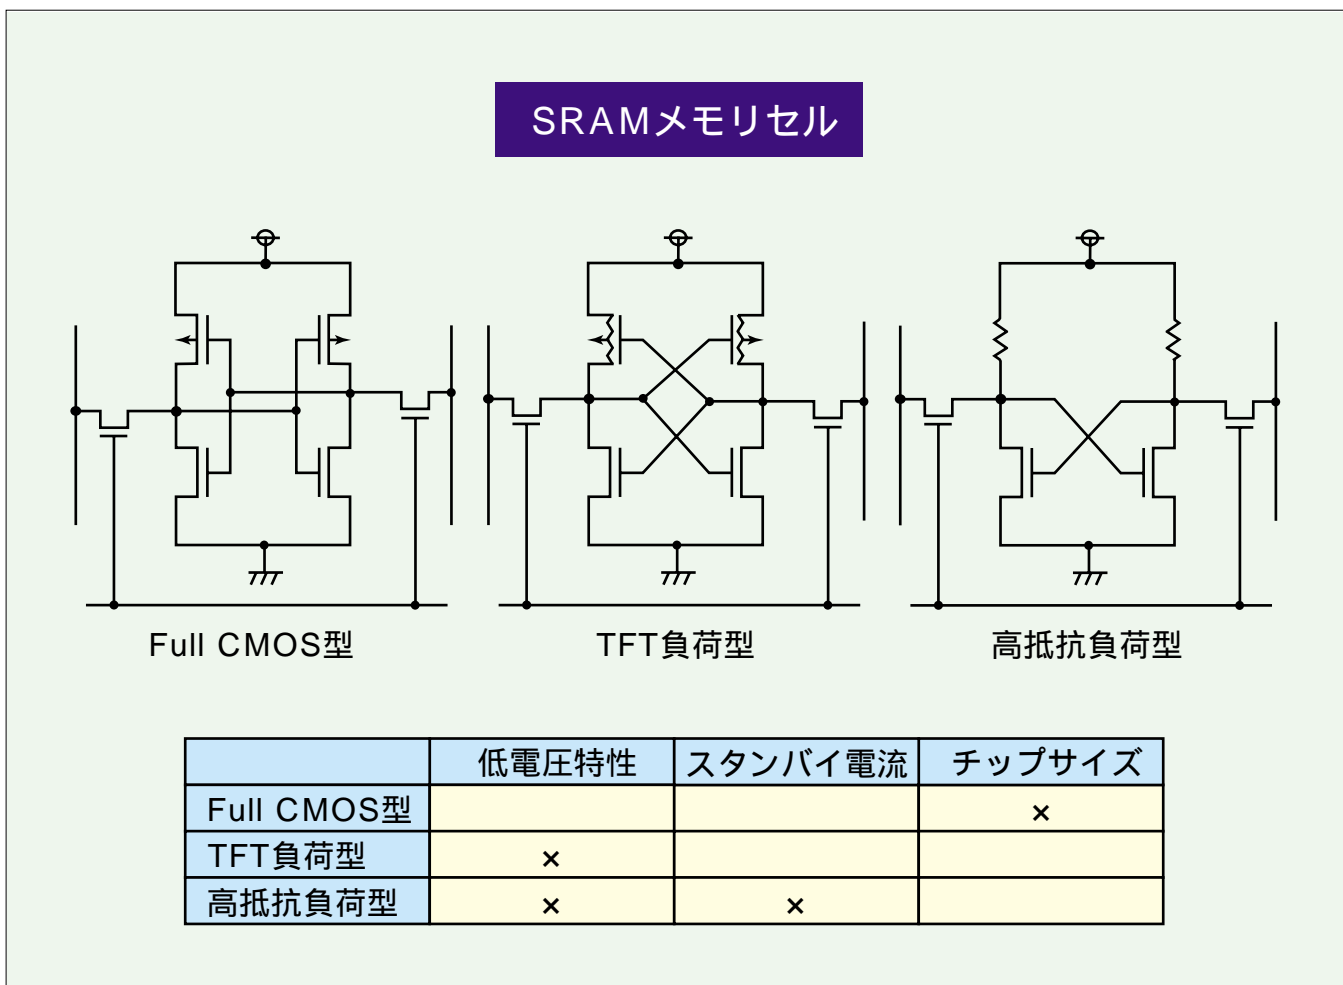 SRAMメモリセル
Full CMOS型
TFT負荷型
高抵抗負荷型
低電圧特性 スタンバイ電流 チップサイズ
Full CMOS型 ×
TFT負荷型 ×
高抵抗負荷型 × ×